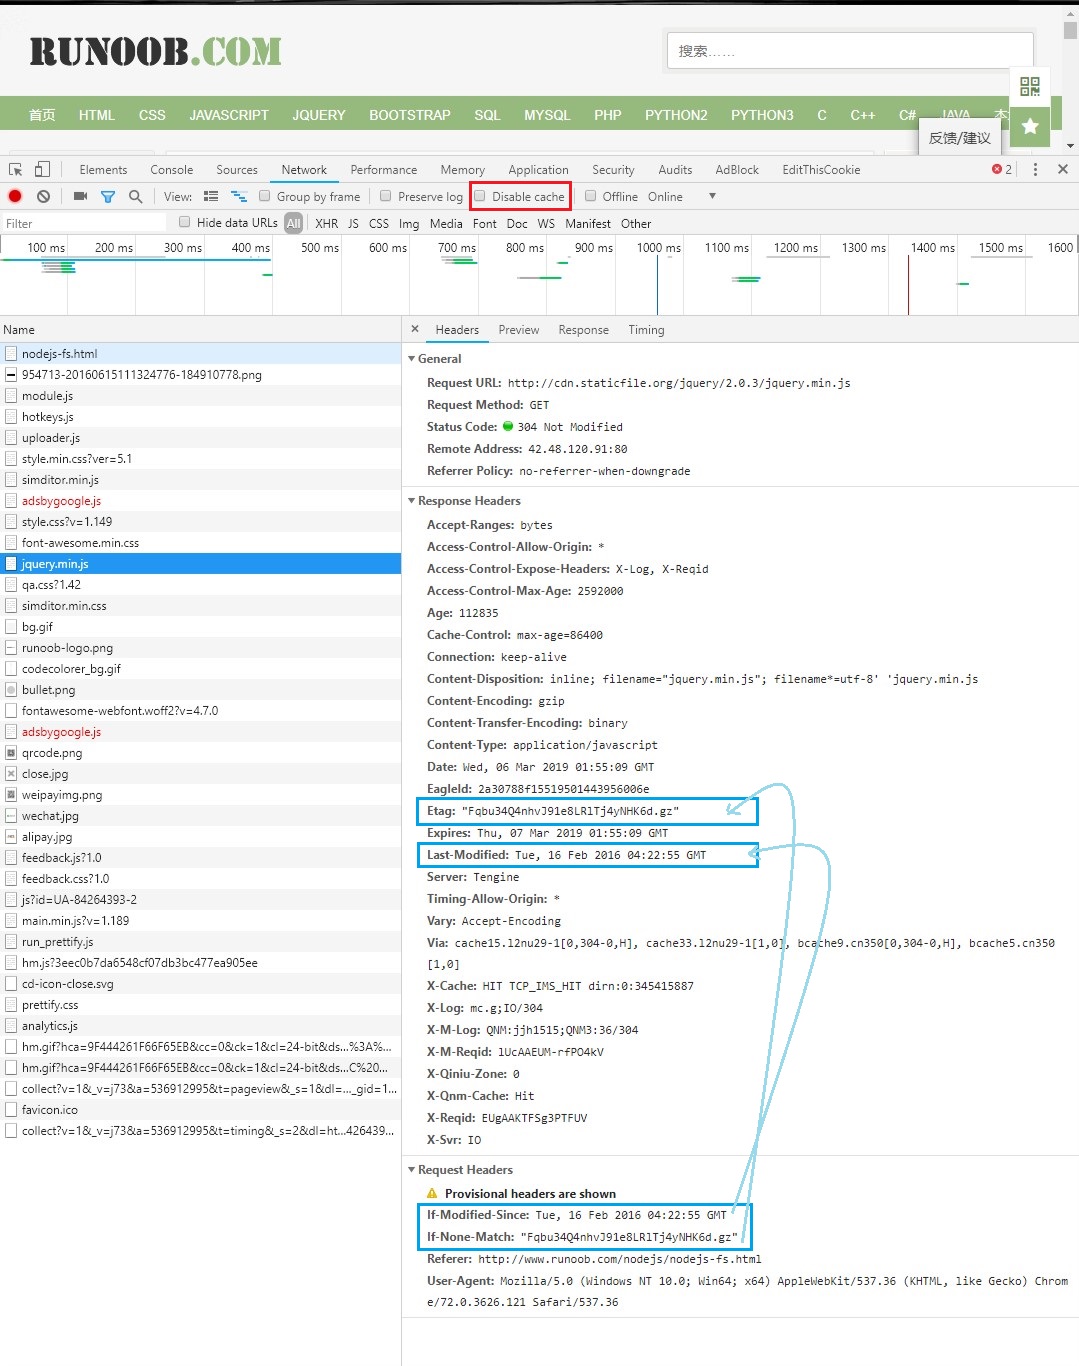 RUNOOB.COM
搜索……
首页 HTML CSS JAVASCRIPT JQUERY BOOTSTRAP SQL MYSQL PHP PYTHON2 PYTHON3 C C++ C# JAVA
反馈/建议
Elements Console Sources Network Performance Memory Application Security Audits AdBlock EditThisCookie 2
View: Group by frame Preserve log Disable cache Offline Online
Filter Hide data URLs All XHR JS CSS Img Media Font Doc WS Manifest Other
100 ms 200 ms 300 ms 400 ms 500 ms 600 ms 700 ms 800 ms 900 ms 1000 ms 1100 ms 1200 ms 1300 ms 1400 ms 1500 ms 1600
Name
nodejs-fs.html
954713-20160615111324776-184910778.png
module.js
hotkeys.js
uploader.js
style.min.css?ver=5.1
simditor.min.js
adsbygoogle.js
style.css?v=1.149
font-awesome.min.css
jquery.min.js
qa.css?1.42
simditor.min.css
bg.gif
runoob-logo.png
codecolorer_bg.gif
bullet.png
fontawesome-webfont.woff2?v=4.7.0
adsbygoogle.js
qrcode.png
close.jpg
weipayimg.png
wechat.jpg
alipay.jpg
feedback.js?1.0
feedback.css?1.0
js?id=UA-84264393-2
main.min.js?v=1.189
run_prettify.js
hm.js?3eec0b7da6548cf07db3bc477ea905ee
cd-icon-close.svg
prettify.css
analytics.js
hm.gif?hca=9F444261F66F65EB&cc=0&ck=1&cl=24-bit&ds...%3A%...
hm.gif?hca=9F444261F66F65EB&cc=0&ck=1&cl=24-bit&ds...C%20...
collect?v=1&_v=j73&a=536912995&t=pageview&_s=1&dl=..._gid=1...
favicon.ico
collect?v=1&_v=j73&a=536912995&t=timing&_s=2&dl=ht...426439...
Headers Preview Response Timing
General
Request URL: http://cdn.staticfile.org/jquery/2.0.3/jquery.min.js
Request Method: GET
Status Code: 304 Not Modified
Remote Address: 42.48.120.91:80
Referrer Policy: no-referrer-when-downgrade
Response Headers
Accept-Ranges: bytes
Access-Control-Allow-Origin: *
Access-Control-Expose-Headers: X-Log, X-Reqid
Access-Control-Max-Age: 2592000
Age: 112835
Cache-Control: max-age=86400
Connection: keep-alive
Content-Disposition: inline; filename="jquery.min.js"; filename*=utf-8' 'jquery.min.js
Content-Encoding: gzip
Content-Transfer-Encoding: binary
Content-Type: application/javascript
Date: Wed, 06 Mar 2019 01:55:09 GMT
EagleId: 2a30788f15519501443956006e
Etag: "Fqbu34Q4nhvJ91e8LRlTj4yNHK6d.gz"
Expires: Thu, 07 Mar 2019 01:55:09 GMT
Last-Modified: Tue, 16 Feb 2016 04:22:55 GMT
Server: Tengine
Timing-Allow-Origin: *
Vary: Accept-Encoding
Via: cache15.l2nu29-1[0,304-0,H], cache33.l2nu29-1[1,0], bcache9.cn350[0,304-0,H], bcache5.cn350
[1,0]
X-Cache: HIT TCP_IMS_HIT dirn:0:345415887
X-Log: mc.g;IO/304
X-M-Log: QNM:jjh1515;QNM3:36/304
X-M-Reqid: lUcAAEUM-rfPO4kV
X-Qiniu-Zone: 0
X-Qnm-Cache: Hit
X-Reqid: EUgAAKTFSg3PTFUV
X-Svr: IO
Request Headers
Provisional headers are shown
If-Modified-Since: Tue, 16 Feb 2016 04:22:55 GMT
If-None-Match: "Fqbu34Q4nhvJ91e8LRlTj4yNHK6d.gz"
Referer: http://www.runoob.com/nodejs/nodejs-fs.html
User-Agent: Mozilla/5.0 (Windows NT 10.0; Win64; x64) AppleWebKit/537.36 (KHTML, like Gecko) Chrom
e/72.0.3626.121 Safari/537.36